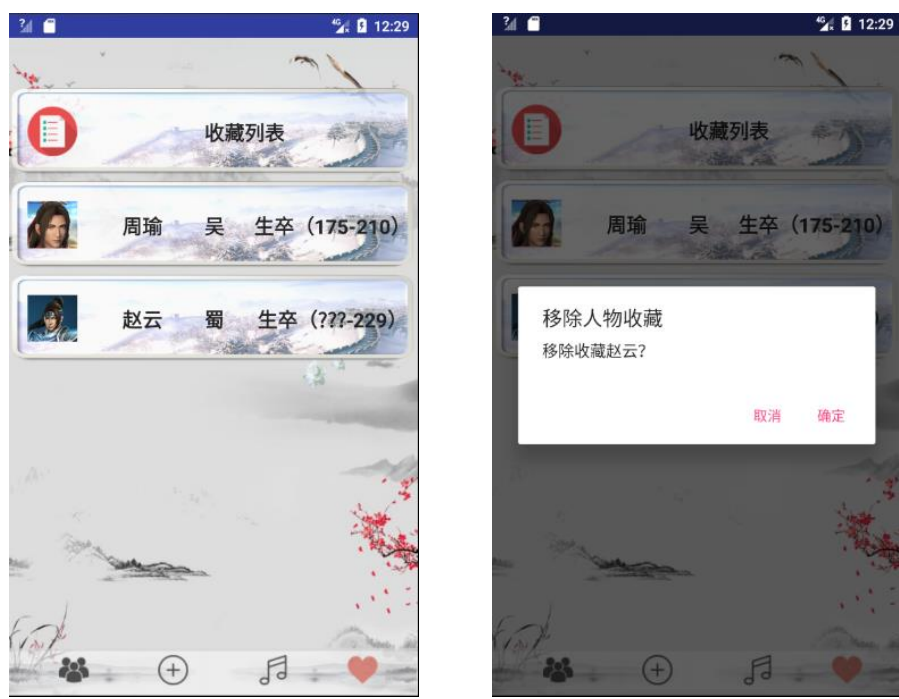 12:29
收藏列表
周瑜 吴 生卒（175-210）
赵云 蜀 生卒（???-229）
12:29
收藏列表
周瑜 吴 生卒（175-210）
移除人物收藏
移除收藏赵云?
取消 确定